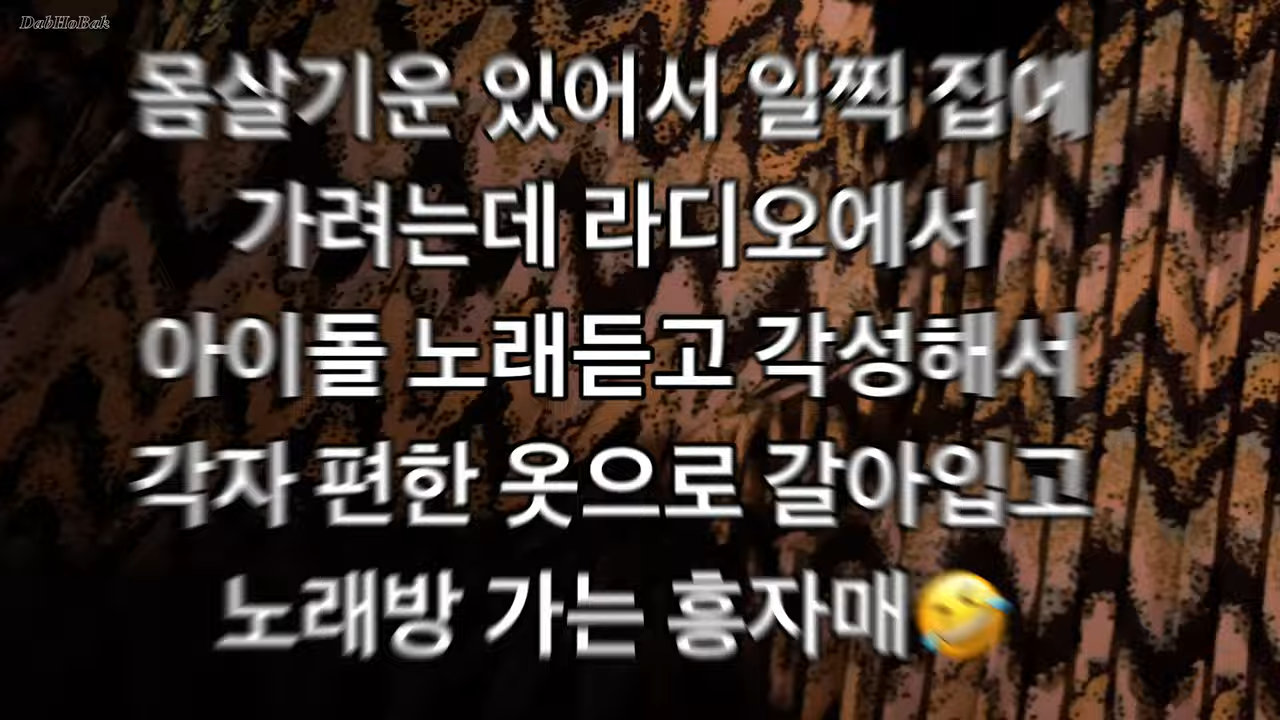 DabHoBak
몸살기운 있어서 일찍 집에
가려는데 라디오에서
아이돌 노래듣고 각성해서
각자 편한 옷으로 갈아입고
노래방 가는 흥자매🤣